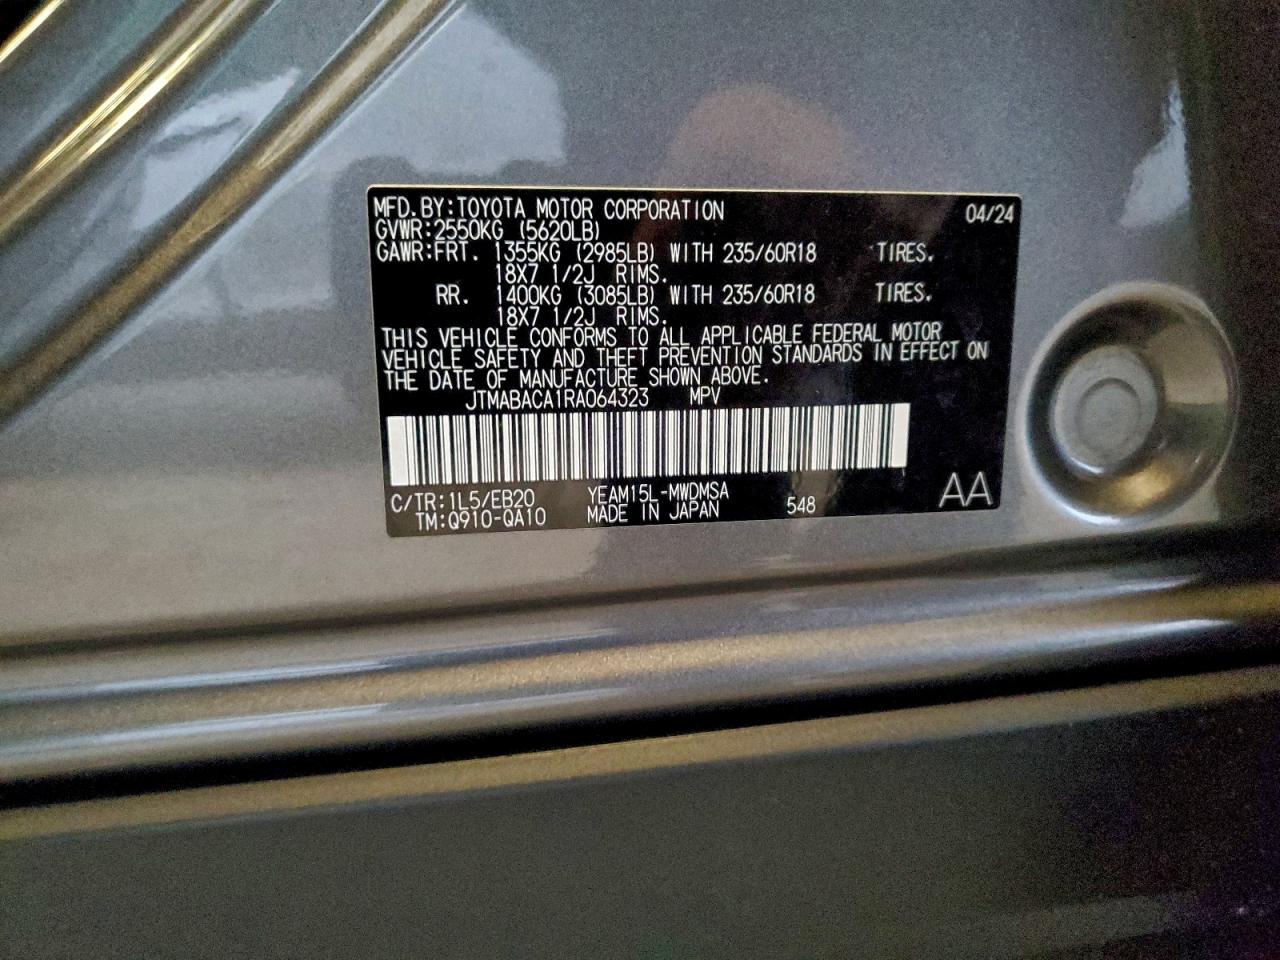 MFD.BY:TOYOTA MOTOR CORPORATION 04/24
GVWR:2550KG (5620LB)
GAWR:FRT. 1355KG (2985LB) WITH 235/60R18 TIRES.
18X7 1/2J RIMS.
RR. 1400KG (3085LB) WITH 235/60R18 TIRES.
18X7 1/2J RIMS.
THIS VEHICLE CONFORMS TO ALL APPLICABLE FEDERAL MOTOR
VEHICLE SAFETY AND THEFT PREVENTION STANDARDS IN EFFECT ON
THE DATE OF MANUFACTURE SHOWN ABOVE.
JTMABACA1RA064323 MPV
C/TR:1L5/EB20 YEAM15L-MWDMSA
TM:Q910-QA10 MADE IN JAPAN 548 AA